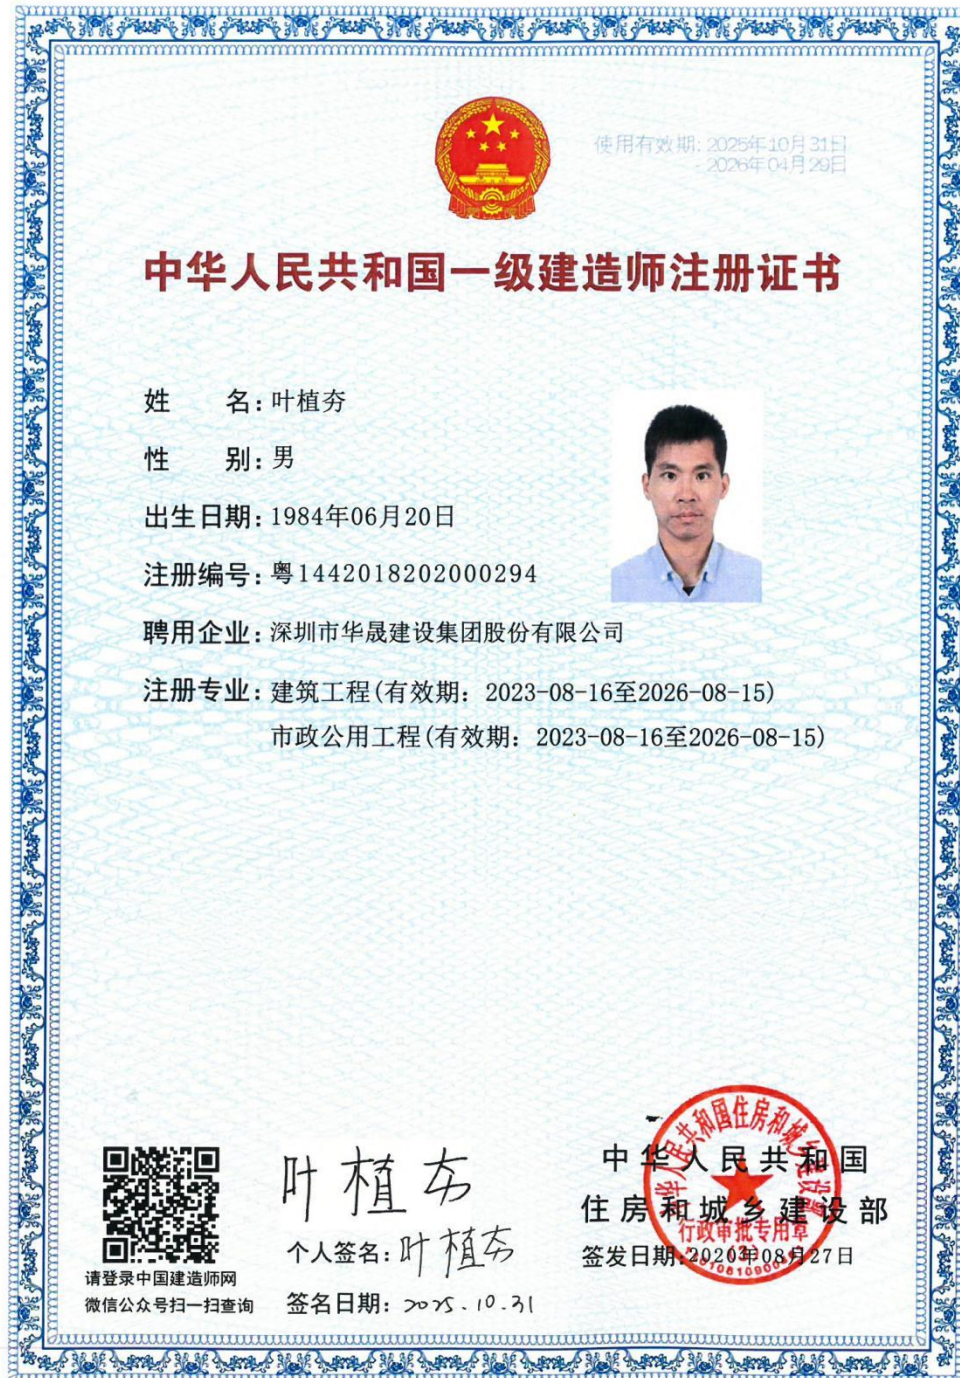 使用有效期: 2025年10月31日
- 2026年04月29日
中华人民共和国一级建造师注册证书
姓 名: 叶植夯
性 别: 男
出生日期: 1984年06月20日
注册编号: 粤1442018202000294
聘用企业: 深圳市华晟建设集团股份有限公司
注册专业: 建筑工程(有效期: 2023-08-16至2026-08-15)
市政公用工程(有效期: 2023-08-16至2026-08-15)
请登录中国建造师网
微信公众号扫一扫查询
叶植夯
个人签名: 叶植夯
签名日期: 2025.10.31
中华人民共和国
住房和城乡建设部
签发日期: 2020年08月27日
中华人民共和国住房和城乡建设部
行政审批专用章